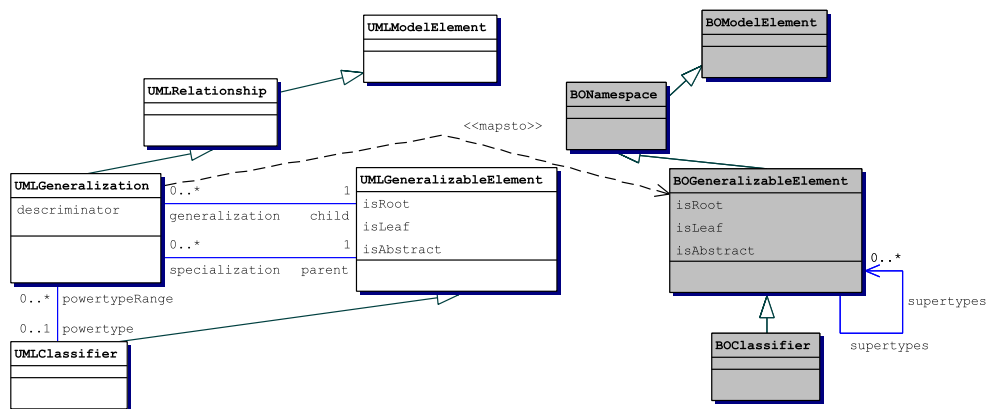 UMLModelElement
BOModelElement
UMLRelationship
BONamespace
<<mapsto>>
UMLGeneralization
descriminator
0..*
1
generalization
child
0..*
1
specialization
parent
UMLGeneralizableElement
isRoot
isLeaf
isAbstract
BOGeneralizableElement
isRoot
isLeaf
isAbstract
0..*
supertypes
supertypes
0..*
powertypeRange
0..1
powertype
UMLClassifier
BOClassifier